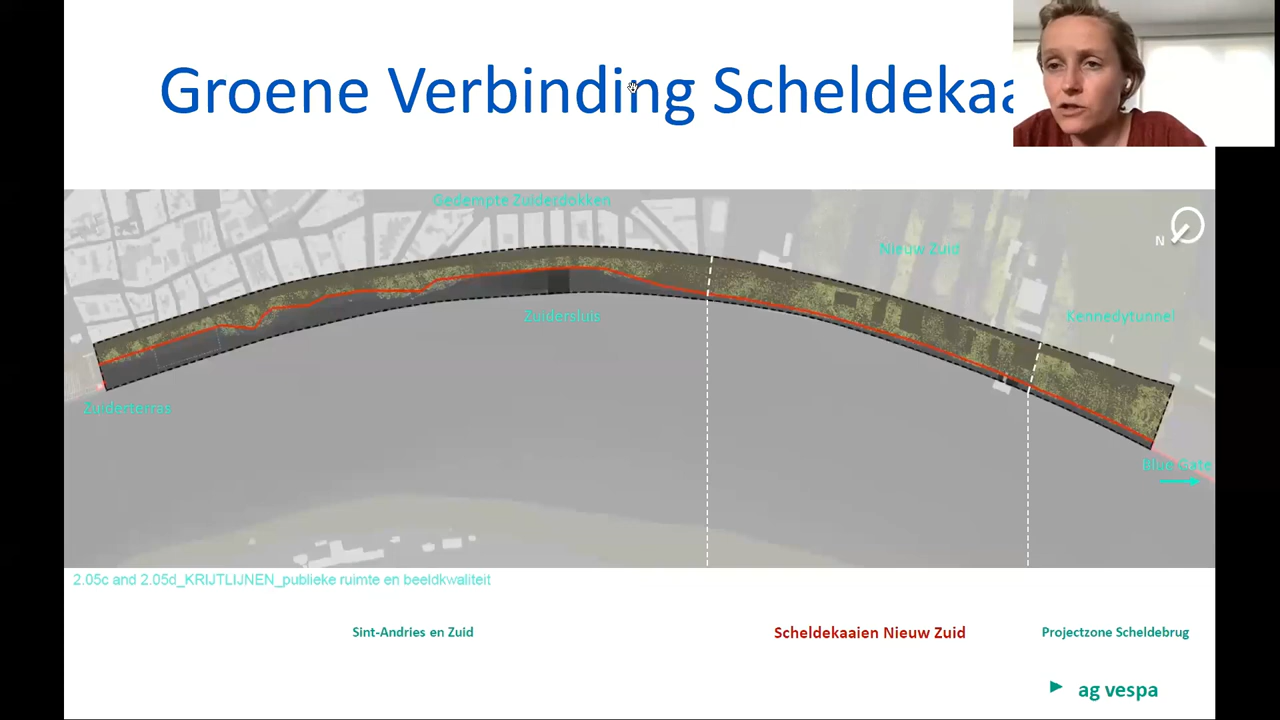 Groene Verbinding Scheldekaa
Gedempte Zuiderdokken
Nieuw Zuid
N
Zuidersluis
Kennedytunnel
Zuiderterras
Blue Gate
2.05c and 2.05d_KRIJTLIJNEN_publieke ruimte en beeldkwaliteit
Sint-Andries en Zuid
Scheldekaaien Nieuw Zuid
Projectzone Scheldebrug
ag vespa